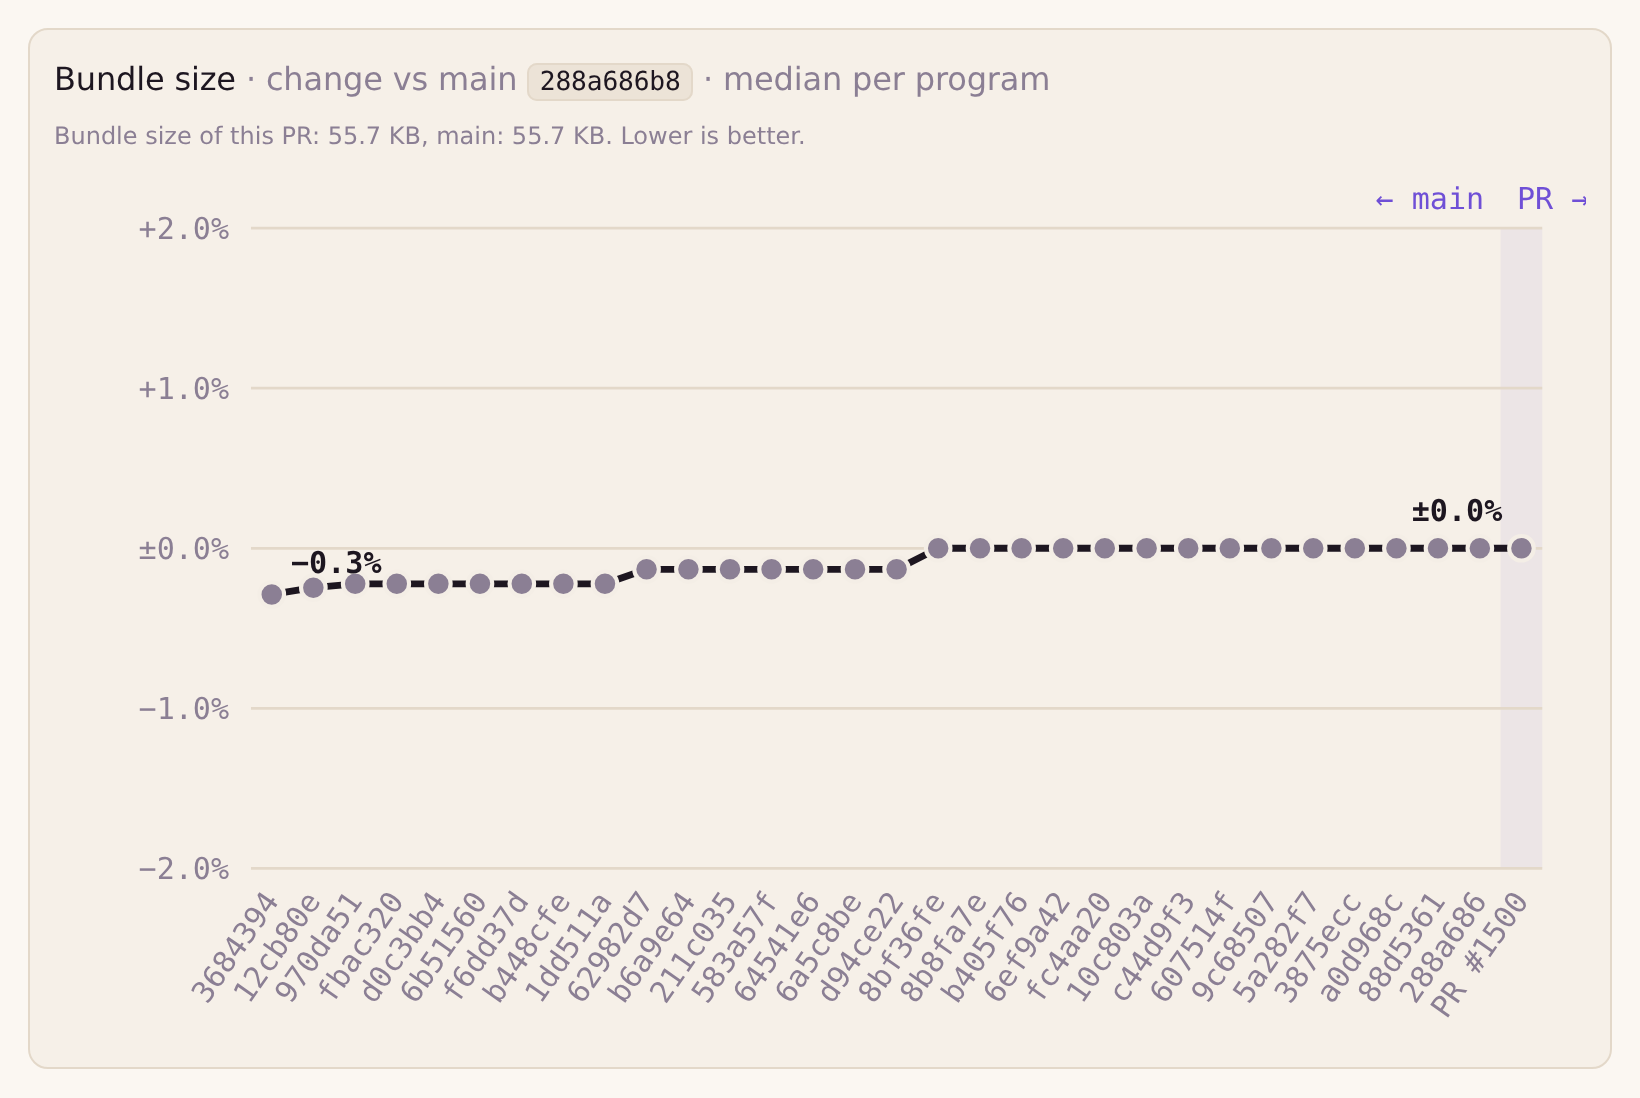 Bundle size · change vs main 288a686b8 · median per program
Bundle size of this PR: 55.7 KB, main: 55.7 KB. Lower is better.
← main PR →
+2.0%
+1.0%
±0.0%
−1.0%
−2.0%
−0.3%
±0.0%
3684394
12cb80e
970da51
fbac320
d0c3bb4
6b51560
f6dd37d
b448cfe
1dd511a
62982d7
b6a9e64
211c035
583a57f
64541e6
6a5c8be
d94ce22
8bf36fe
8b8fa7e
b405f76
6ef9a42
fc4aa20
10c803a
c44d9f3
607514f
9c68507
5a282f7
3875ecc
a0d968c
88d5361
288a686
PR #1500